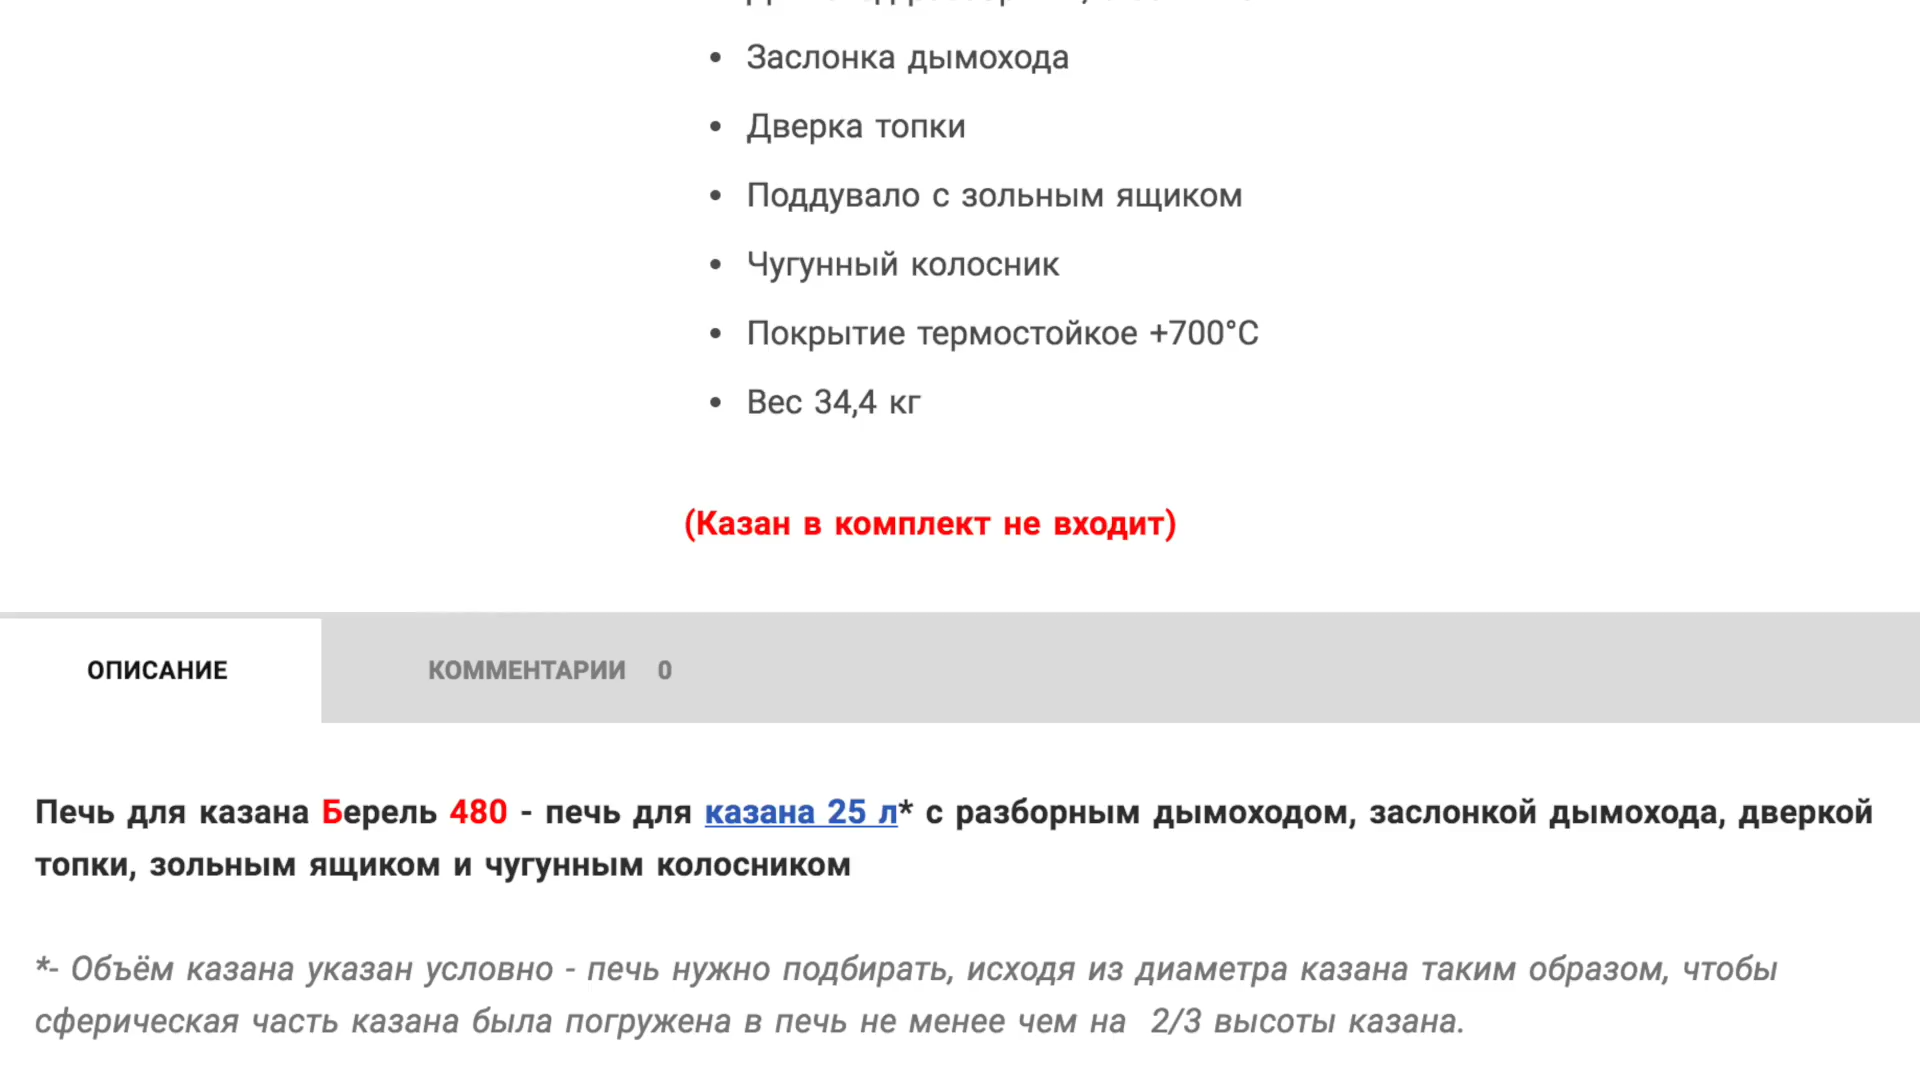 Заслонка дымохода
Дверка топки
Поддувало с зольным ящиком
Чугунный колосник
Покрытие термостойкое +700°С
Вес 34,4 кг
(Казан в комплект не входит)
ОПИСАНИЕ КОММЕНТАРИИ 0
Печь для казана Берель 480 - печь для казана 25 л* с разборным дымоходом, заслонкой дымохода, дверкой
топки, зольным ящиком и чугунным колосником
*- Объём казана указан условно - печь нужно подбирать, исходя из диаметра казана таким образом, чтобы
сферическая часть казана была погружена в печь не менее чем на 2/3 высоты казана.